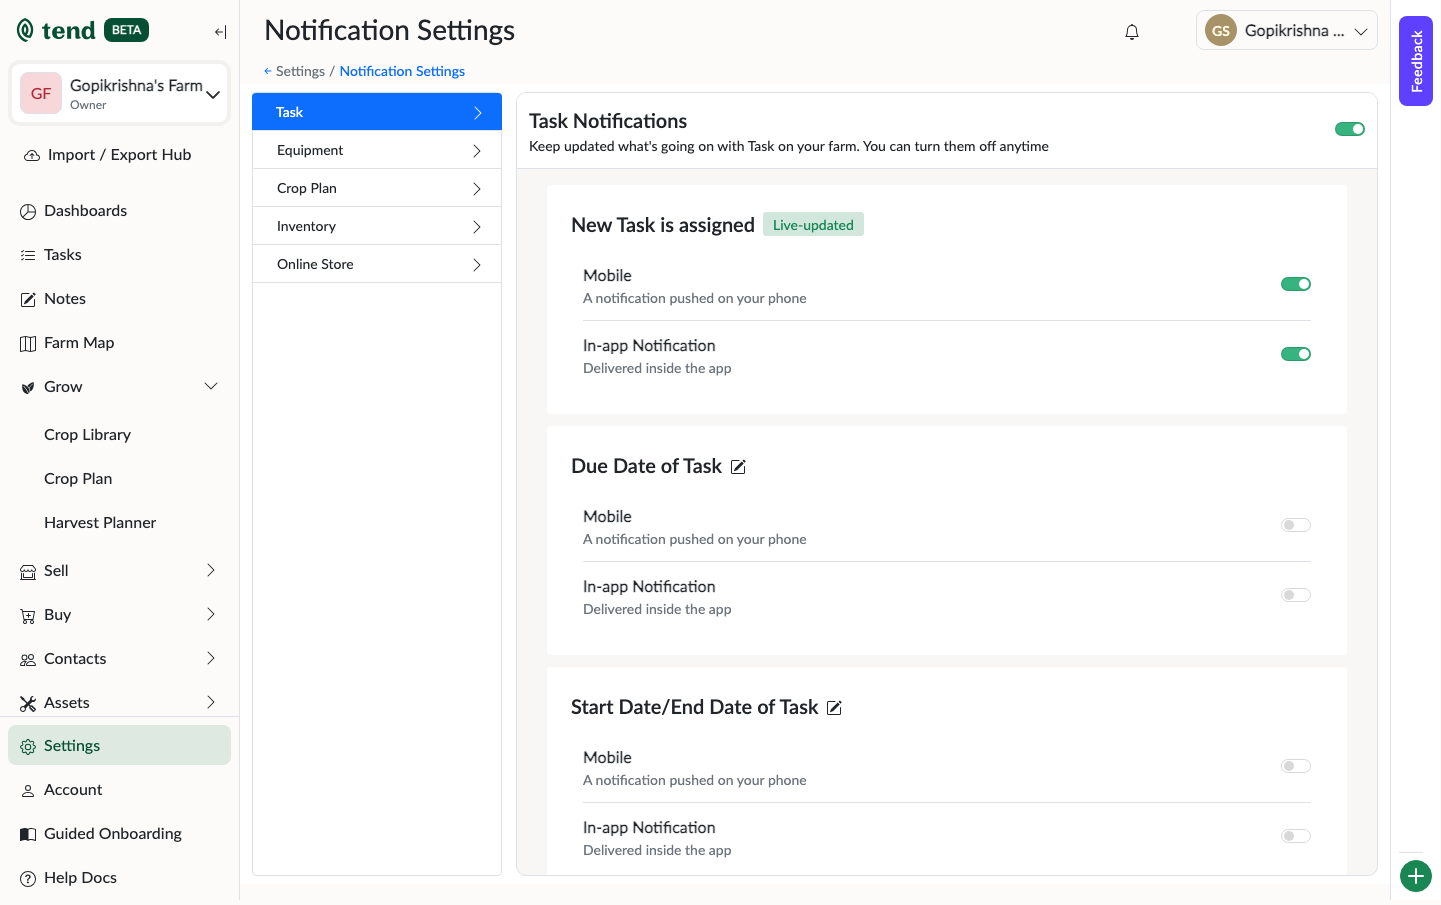 tend BETA
GF Gopikrishna's Farm
Owner
Import / Export Hub
Dashboards
Tasks
Notes
Farm Map
Grow
Crop Library
Crop Plan
Harvest Planner
Sell
Buy
Contacts
Assets
Settings
Account
Guided Onboarding
Help Docs
Notification Settings
GS Gopikrishna ...
Feedback
← Settings / Notification Settings
Task
Equipment
Crop Plan
Inventory
Online Store
Task Notifications
Keep updated what's going on with Task on your farm. You can turn them off anytime
New Task is assigned Live-updated
Mobile
A notification pushed on your phone
In-app Notification
Delivered inside the app
Due Date of Task
Mobile
A notification pushed on your phone
In-app Notification
Delivered inside the app
Start Date/End Date of Task
Mobile
A notification pushed on your phone
In-app Notification
Delivered inside the app